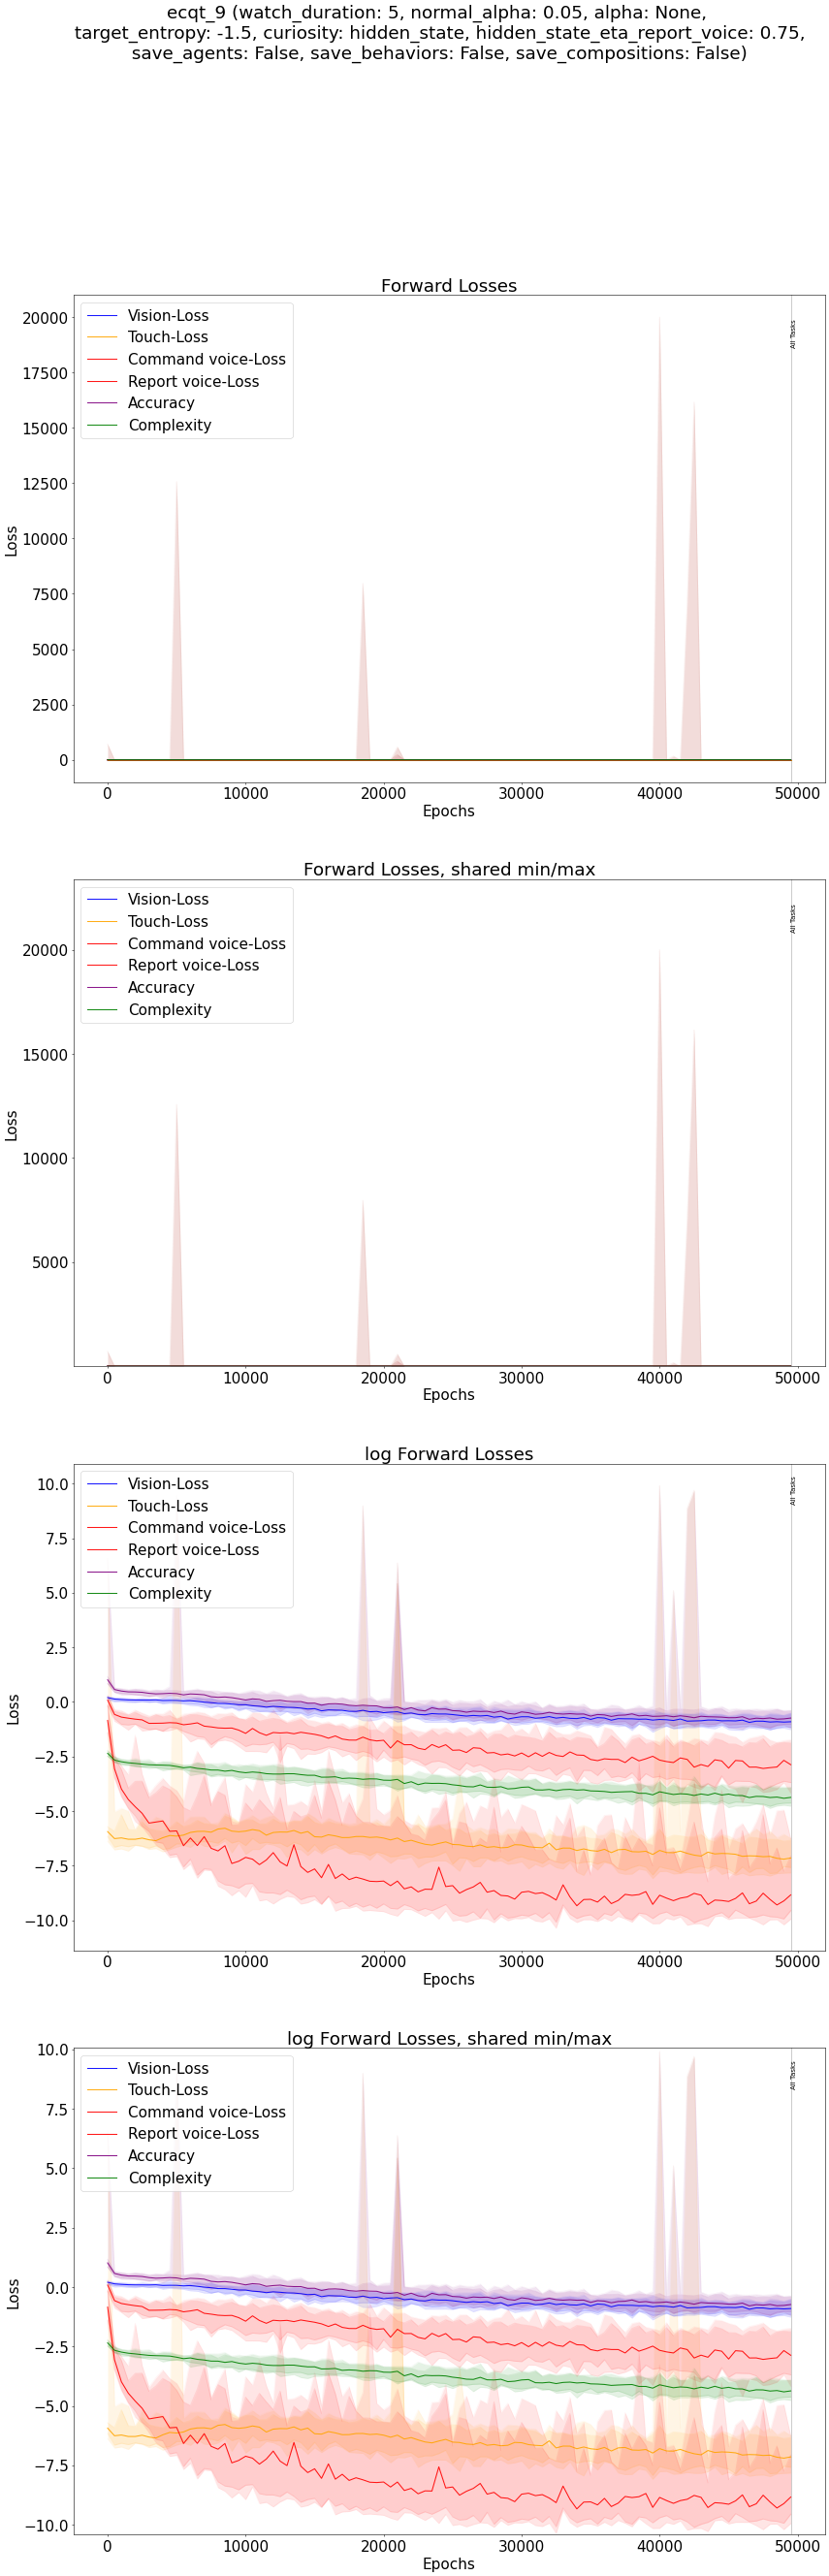 ecqt_9 (watch_duration: 5, normal_alpha: 0.05, alpha: None,
target_entropy: -1.5, curiosity: hidden_state, hidden_state_eta_report_voice: 0.75,
save_agents: False, save_behaviors: False, save_compositions: False)
Forward Losses
Vision-Loss
Touch-Loss
Command voice-Loss
Report voice-Loss
Accuracy
Complexity
All Tasks
20000
17500
15000
12500
10000
7500
5000
2500
0
Loss
0 10000 20000 30000 40000 50000
Epochs
Forward Losses, shared min/max
Vision-Loss
Touch-Loss
Command voice-Loss
Report voice-Loss
Accuracy
Complexity
All Tasks
20000
15000
10000
5000
Loss
0 10000 20000 30000 40000 50000
Epochs
log Forward Losses
Vision-Loss
Touch-Loss
Command voice-Loss
Report voice-Loss
Accuracy
Complexity
All Tasks
10.0
7.5
5.0
2.5
0.0
−2.5
−5.0
−7.5
−10.0
Loss
0 10000 20000 30000 40000 50000
Epochs
log Forward Losses, shared min/max
Vision-Loss
Touch-Loss
Command voice-Loss
Report voice-Loss
Accuracy
Complexity
All Tasks
10.0
7.5
5.0
2.5
0.0
−2.5
−5.0
−7.5
−10.0
Loss
0 10000 20000 30000 40000 50000
Epochs